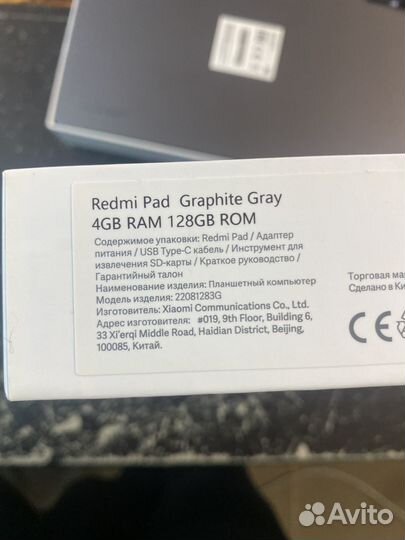 Redmi Pad Graphite Gray
4GB RAM 128GB ROM
Содержимое упаковки: Redmi Pad / Адаптер
питания / USB Type-C кабель / Инструмент для
извлечения SD-карты / Краткое руководство /
Гарантийный талон
Наименование изделия: Планшетный компьютер
Модель изделия: 22081283G
Изготовитель: Xiaomi Communications Co., Ltd.
Адрес изготовителя: #019, 9th Floor, Building 6,
33 Xi'erqi Middle Road, Haidian District, Beijing,
100085, Китай.
Торговая
Сделано в
CE
Avito